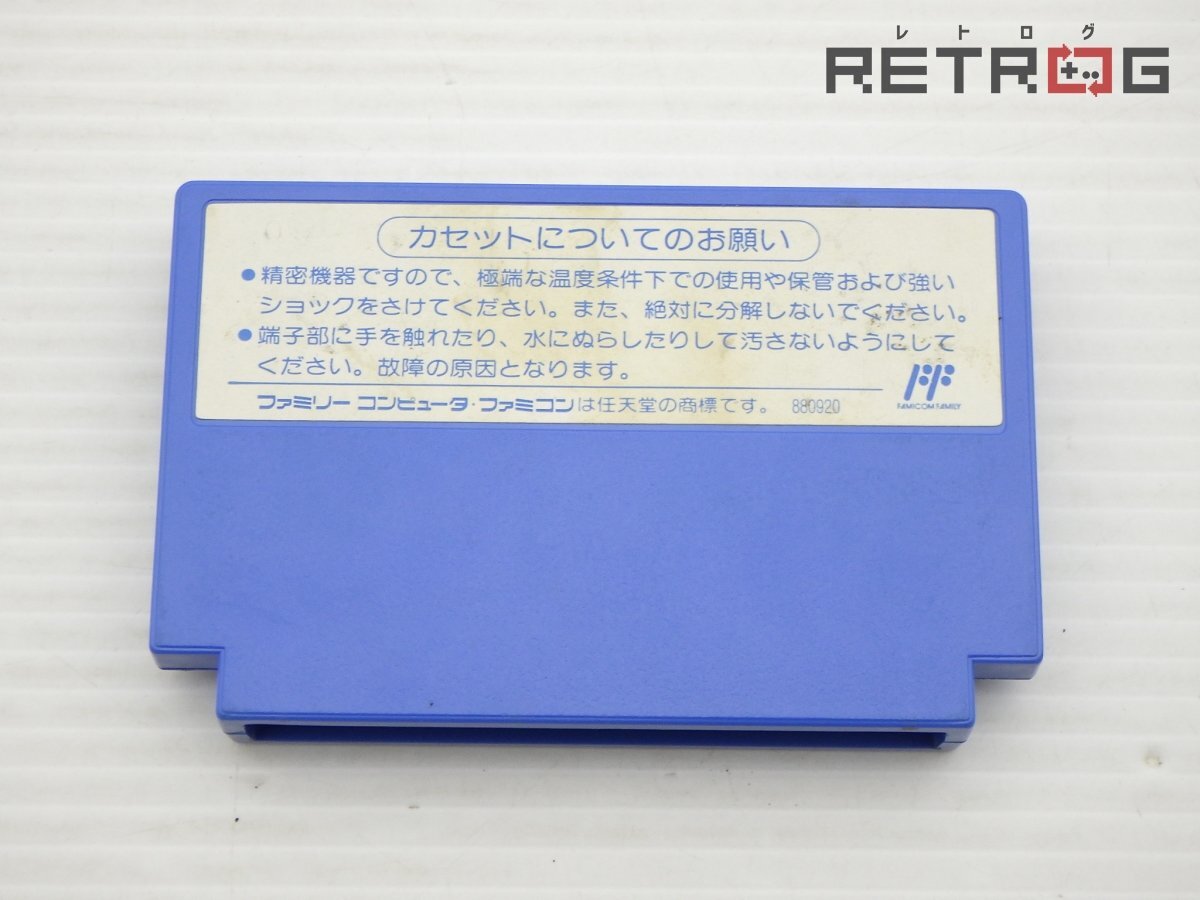 レトログ
RETROG
カセットについてのお願い
●精密機器ですので、極端な温度条件下での使用や保管および強い
ショックをさけてください。また、絶対に分解しないでください。
●端子部に手を触れたり、水にぬらしたりして汚さないようにして
ください。故障の原因となります。
ファミリーコンピュータ・ファミコンは任天堂の商標です。 880920
FAMICOM FAMILY